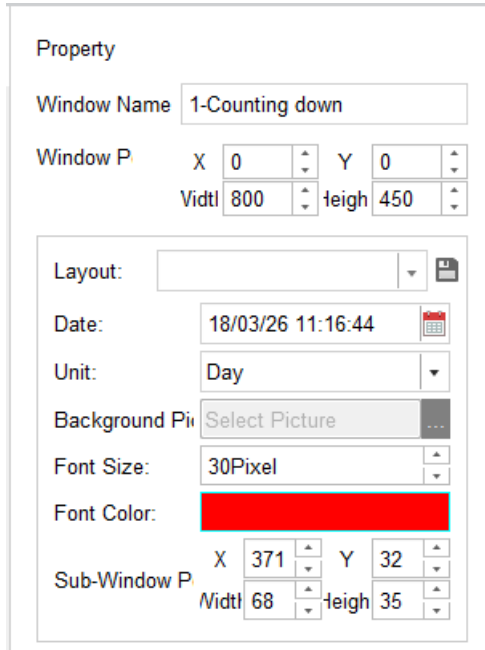 Property
Window Name 1-Counting down
Window P X 0 Y 0
Widtl 800 Heigh 450
Layout:
Date: 18/03/26 11:16:44
Unit: Day
Background Pi Select Picture ...
Font Size: 30Pixel
Font Color:
X 371 Y 32
Sub-Window P
Widtl 68 Heigh 35